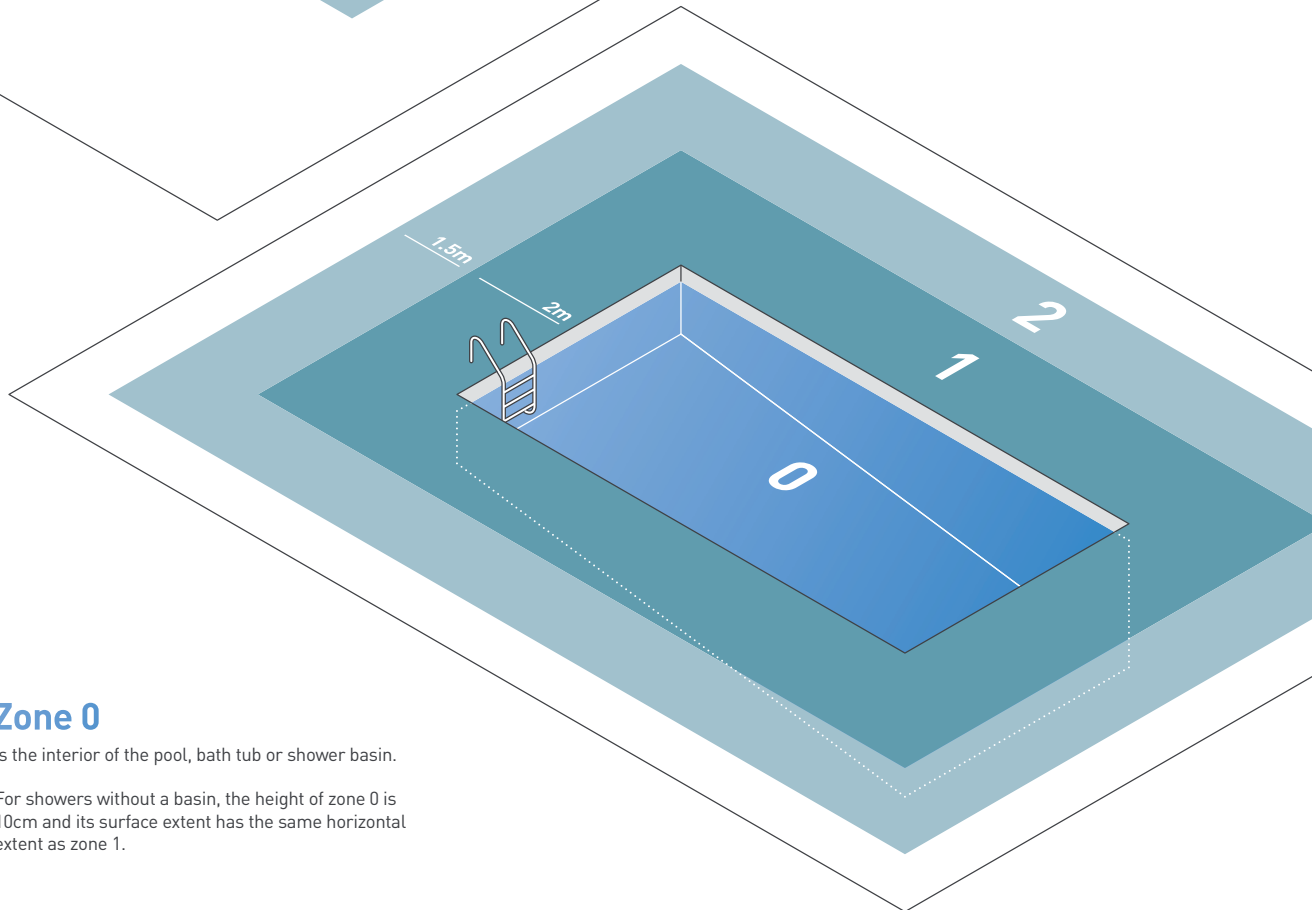 1.5m
2m
2
1
0
Zone 0
is the interior of the pool, bath tub or shower basin.
For showers without a basin, the height of zone 0 is
10cm and its surface extent has the same horizontal
extent as zone 1.